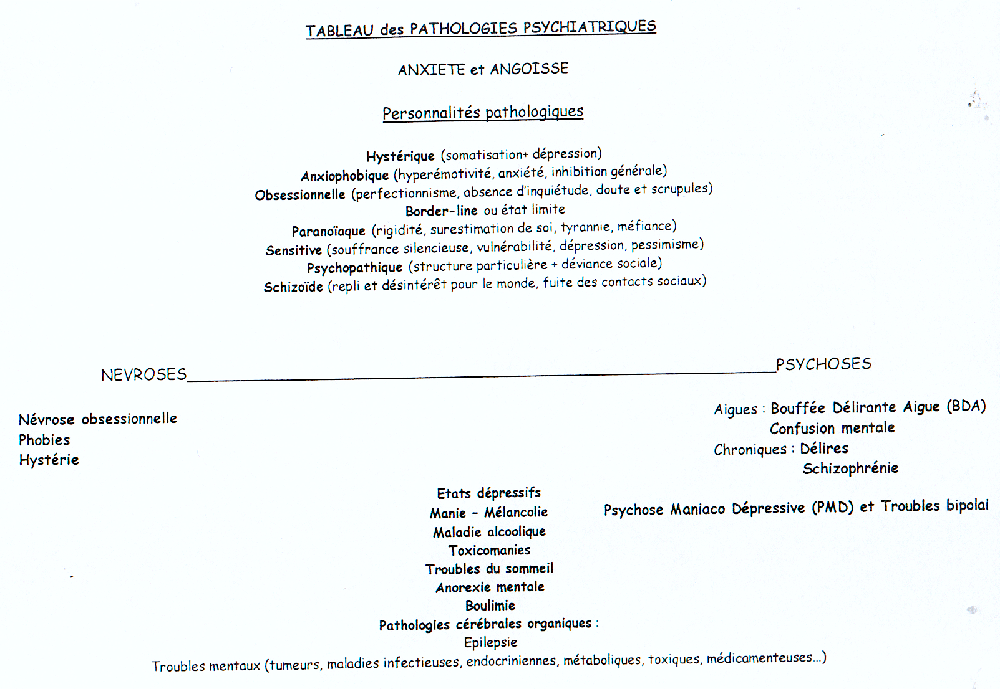 TABLEAU des PATHOLOGIES PSYCHIATRIQUES
ANXIETE et ANGOISSE
Personnalités pathologiques
Hystérique (somatisation+ dépression)
Anxiophobique (hyperémotivité, anxiété, inhibition générale)
Obsessionnelle (perfectionnisme, absence d'inquiétude, doute et scrupules)
Border-line ou état limite
Paranoïaque (rigidité, surestimation de soi, tyrannie, méfiance)
Sensitive (souffrance silencieuse, vulnérabilité, dépression, pessimisme)
Psychopathique (structure particulière + déviance sociale)
Schizoïde (repli et désintérêt pour le monde, fuite des contacts sociaux)
NEVROSES PSYCHOSES
Névrose obsessionnelle
Phobies
Hystérie
Aigues : Bouffée Délirante Aigue (BDA)
Confusion mentale
Chroniques : Délires
Schizophrénie
Etats dépressifs
Manie - Mélancolie
Psychose Maniaco Dépressive (PMD) et Troubles bipolai
Maladie alcoolique
Toxicomanies
Troubles du sommeil
Anorexie mentale
Boulimie
Pathologies cérébrales organiques :
Epilepsie
Troubles mentaux (tumeurs, maladies infectieuses, endocriniennes, métaboliques, toxiques, médicamenteuses...)